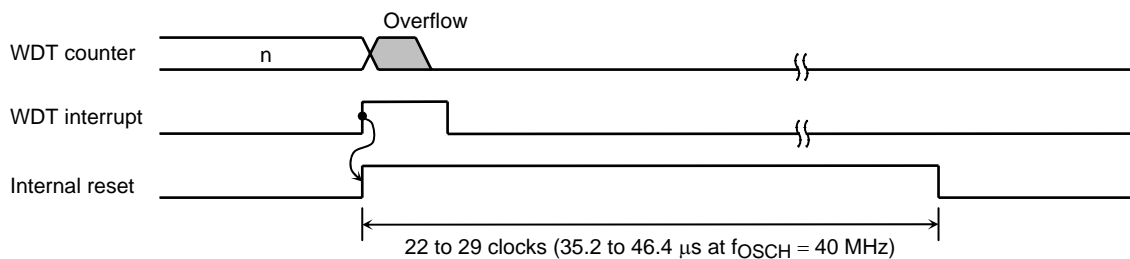 Overflow
WDT counter
n
WDT interrupt
Internal reset
22 to 29 clocks (35.2 to 46.4 μs at fOSCH = 40 MHz)